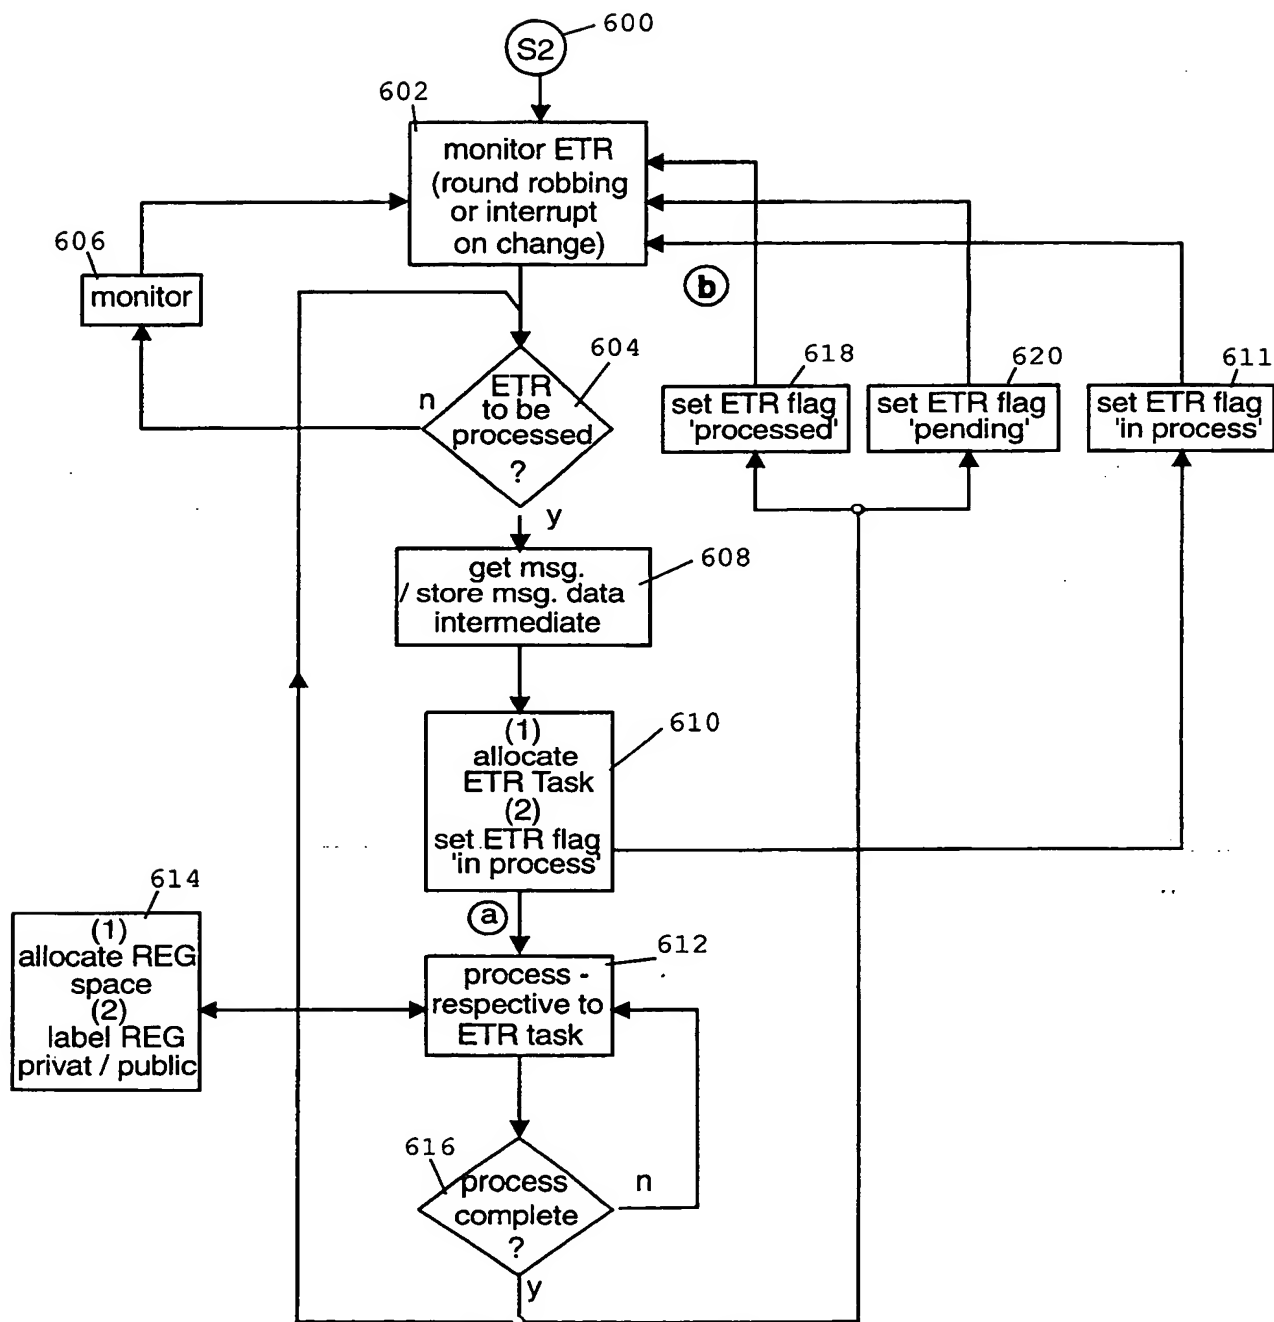 600
S2
602
monitor ETR
(round robbing
or interrupt
on change)
606
monitor
b
604
n
ETR
to be
processed
?
y
618
set ETR flag
'processed'
620
set ETR flag
'pending'
611
set ETR flag
'in process'
608
get msg.
/ store msg. data
intermediate
610
(1)
allocate
ETR Task
(2)
set ETR flag
'in process'
a
614
(1)
allocate REG
space
(2)
label REG
privat / public
612
process -
respective to
ETR task
616
process
complete
?
n
y